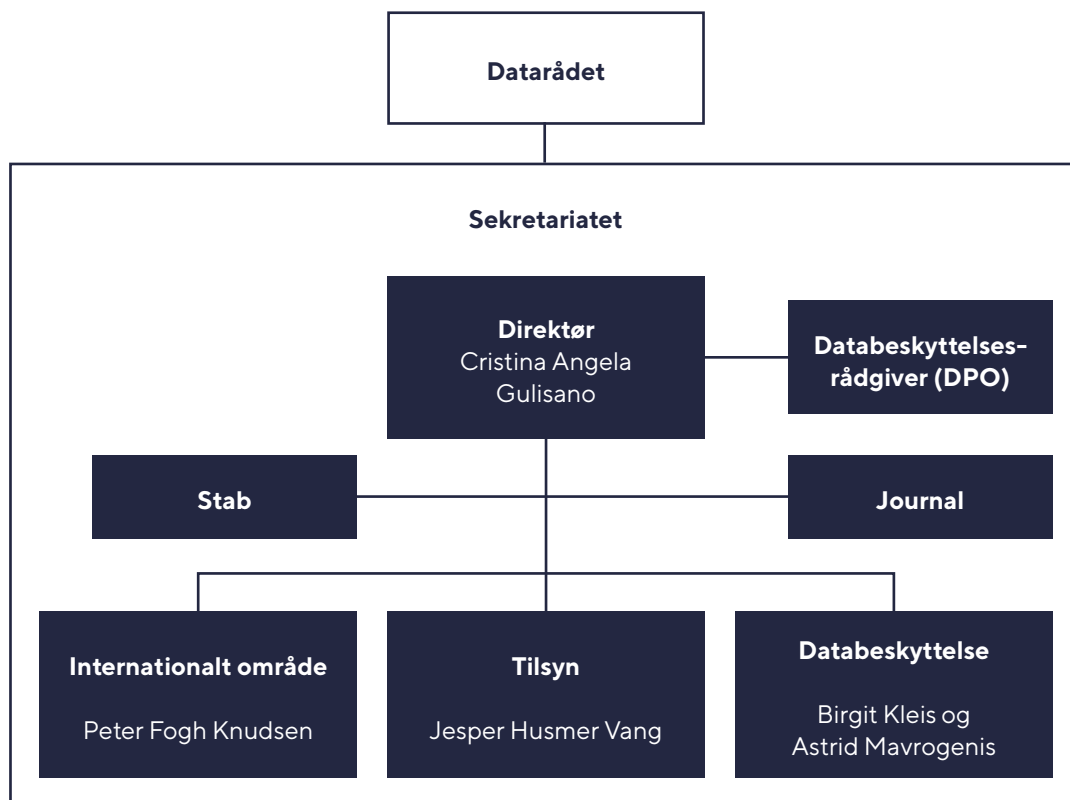 Datarådet
Sekretariatet
Direktør
Cristina Angela
Gulisano
Databeskyttelses-
rådgiver (DPO)
Stab
Journal
Internationalt område
Peter Fogh Knudsen
Tilsyn
Jesper Husmer Vang
Databeskyttelse
Birgit Kleis og
Astrid Mavrogenis